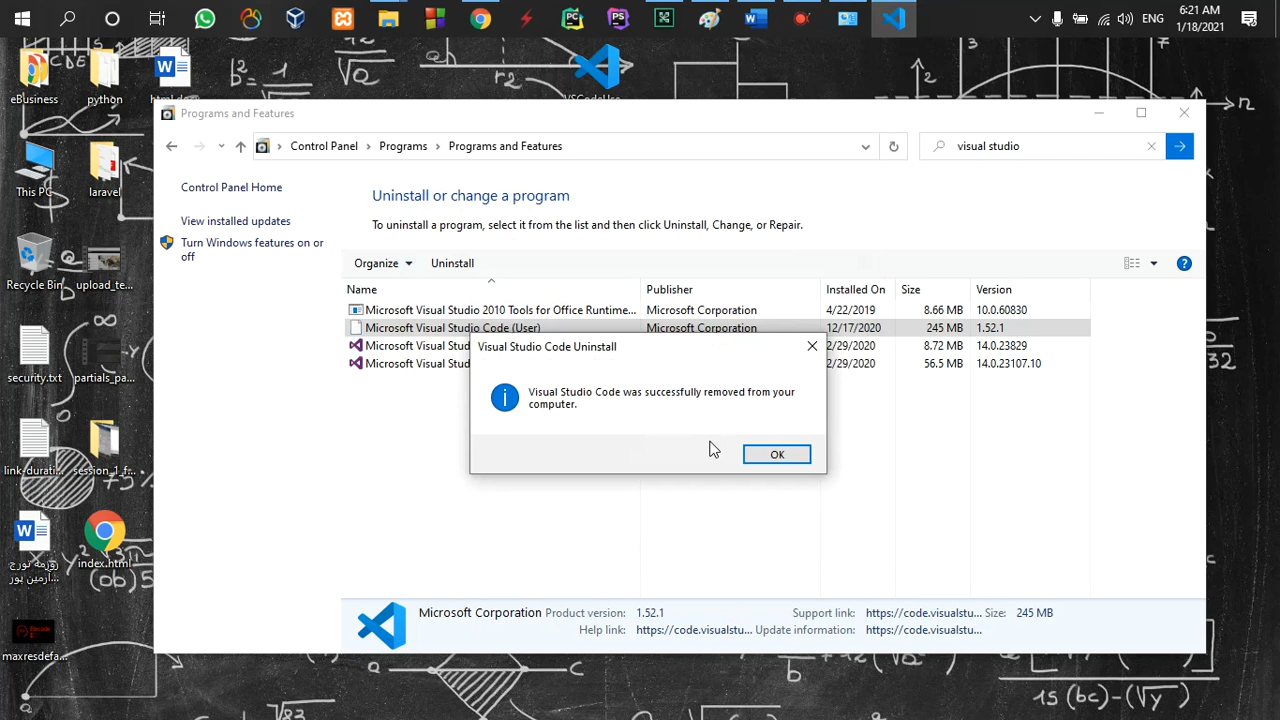 6:21 AM
ENG
1/18/2021
eBusiness
python
html.do...
VSCodeUse...
This PC
laravel
Recycle Bin
upload_te...
security.txt
partials_pa...
link-durati...
session_1_f...
index.html
رزومه تورج
آرمین پور...
maxresdefa...
Programs and Features
Control Panel
Programs
Programs and Features
visual studio
Control Panel Home
View installed updates
Turn Windows features on or
off
Uninstall or change a program
To uninstall a program, select it from the list and then click Uninstall, Change, or Repair.
Organize
Uninstall
Name
Publisher
Installed On
Size
Version
Microsoft Visual Studio 2010 Tools for Office Runtime... Microsoft Corporation 4/22/2019 8.66 MB 10.0.60830
Microsoft Visual Studio Code (User) Microsoft Corporation 12/17/2020 245 MB 1.52.1
Microsoft Visual Stud 2/29/2020 8.72 MB 14.0.23829
Microsoft Visual Stud 2/29/2020 56.5 MB 14.0.23107.10
Visual Studio Code Uninstall
Visual Studio Code was successfully removed from your
computer.
OK
Microsoft Corporation Product version: 1.52.1 Support link: https://code.visualstu... Size: 245 MB
Help link: https://code.visualstu... Update information: https://code.visualstu...